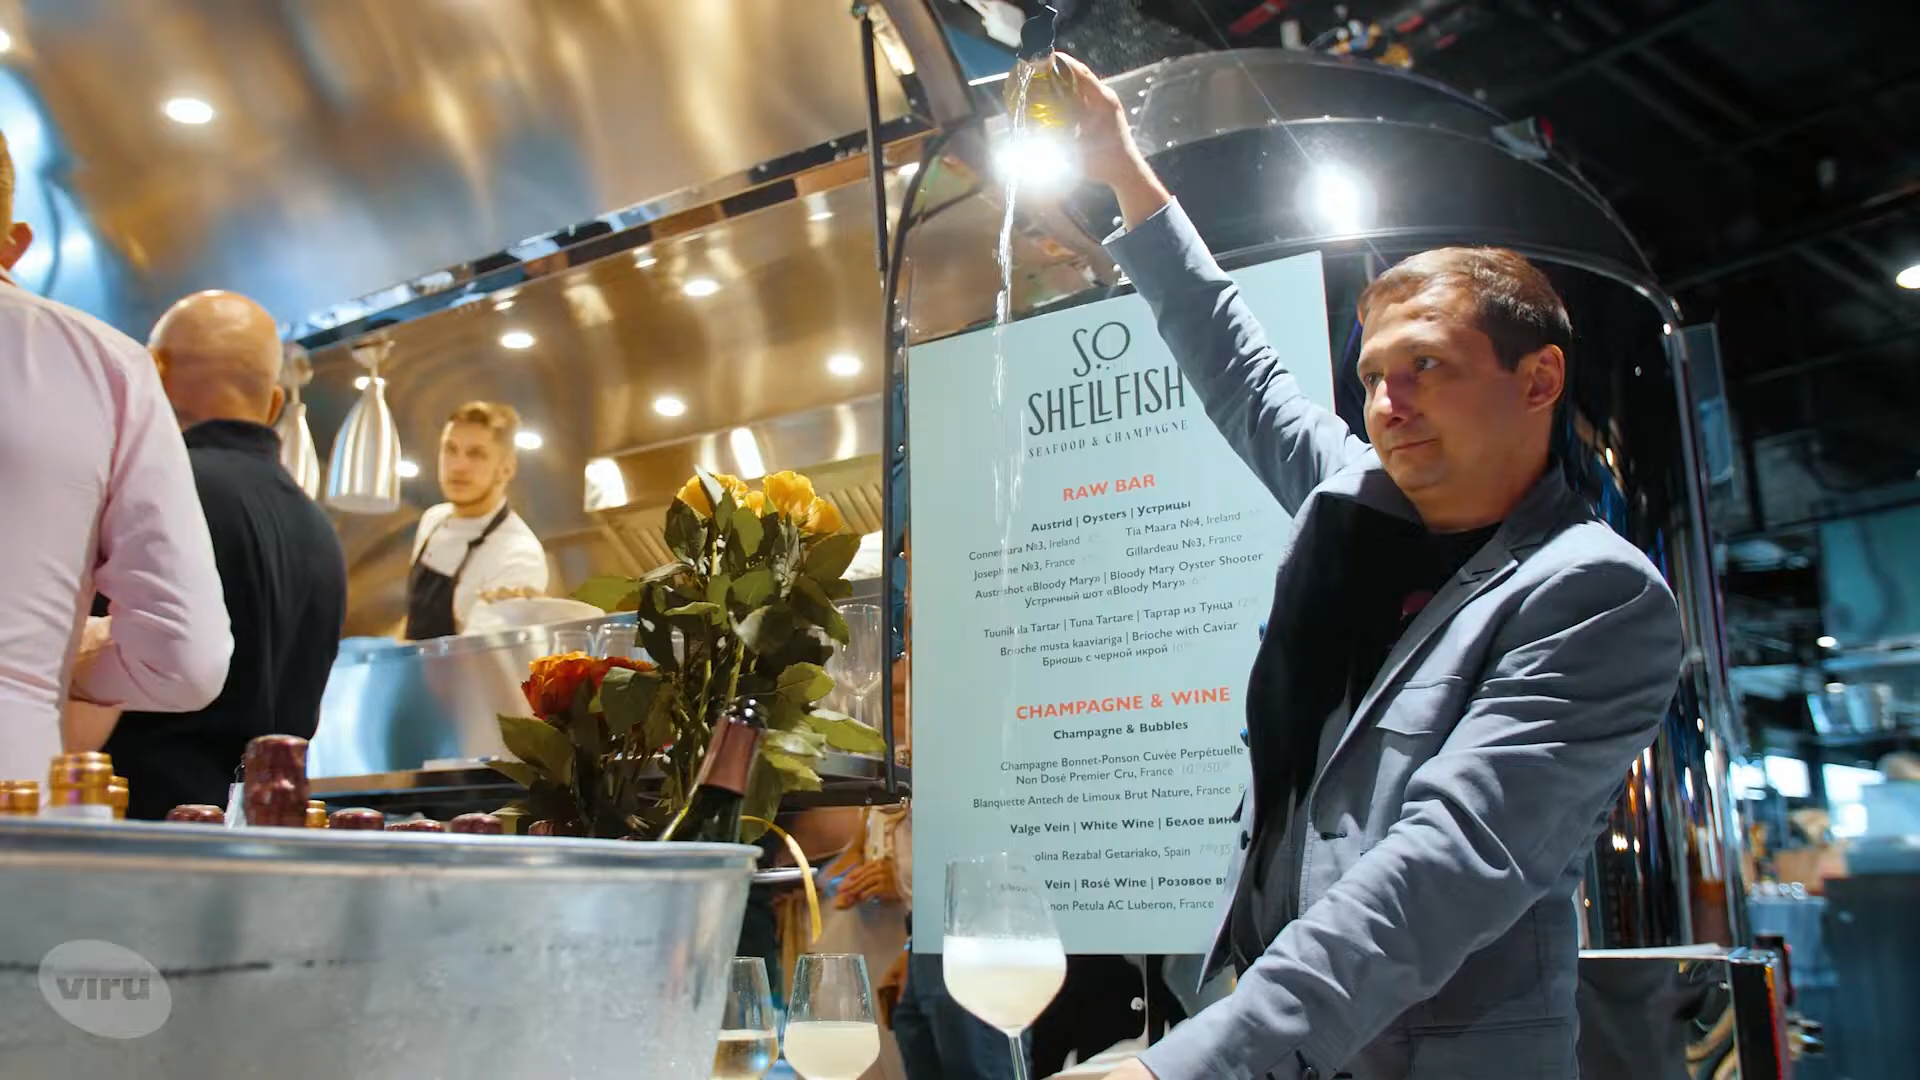 SO
SHELLFISH
SEAFOOD & CHAMPAGNE
RAW BAR
Austrid | Oysters | Устрицы
Connemara №3, Ireland
Tia Maara №4, Ireland
Josephine №3, France
Gillardeau №3, France
Austrishot «Bloody Mary» | Bloody Mary Oyster Shooter
Устричный шот «Bloody Mary»
Tuunikala Tartar | Tuna Tartare | Тартар из Тунца
Brioche musta kaaviariga | Brioche with Caviar
Бриошь с черной икрой
CHAMPAGNE & WINE
Champagne & Bubbles
Champagne Bonnet-Ponson Cuvée Perpétuelle
Non Dosé Premier Cru, France
Blanquette Antech de Limoux Brut Nature, France
Valge Vein | White Wine | Белое вино
Rezabal Getariako, Spain
Vein | Rosé Wine | Розовое
Petula AC Luberon, France
viru